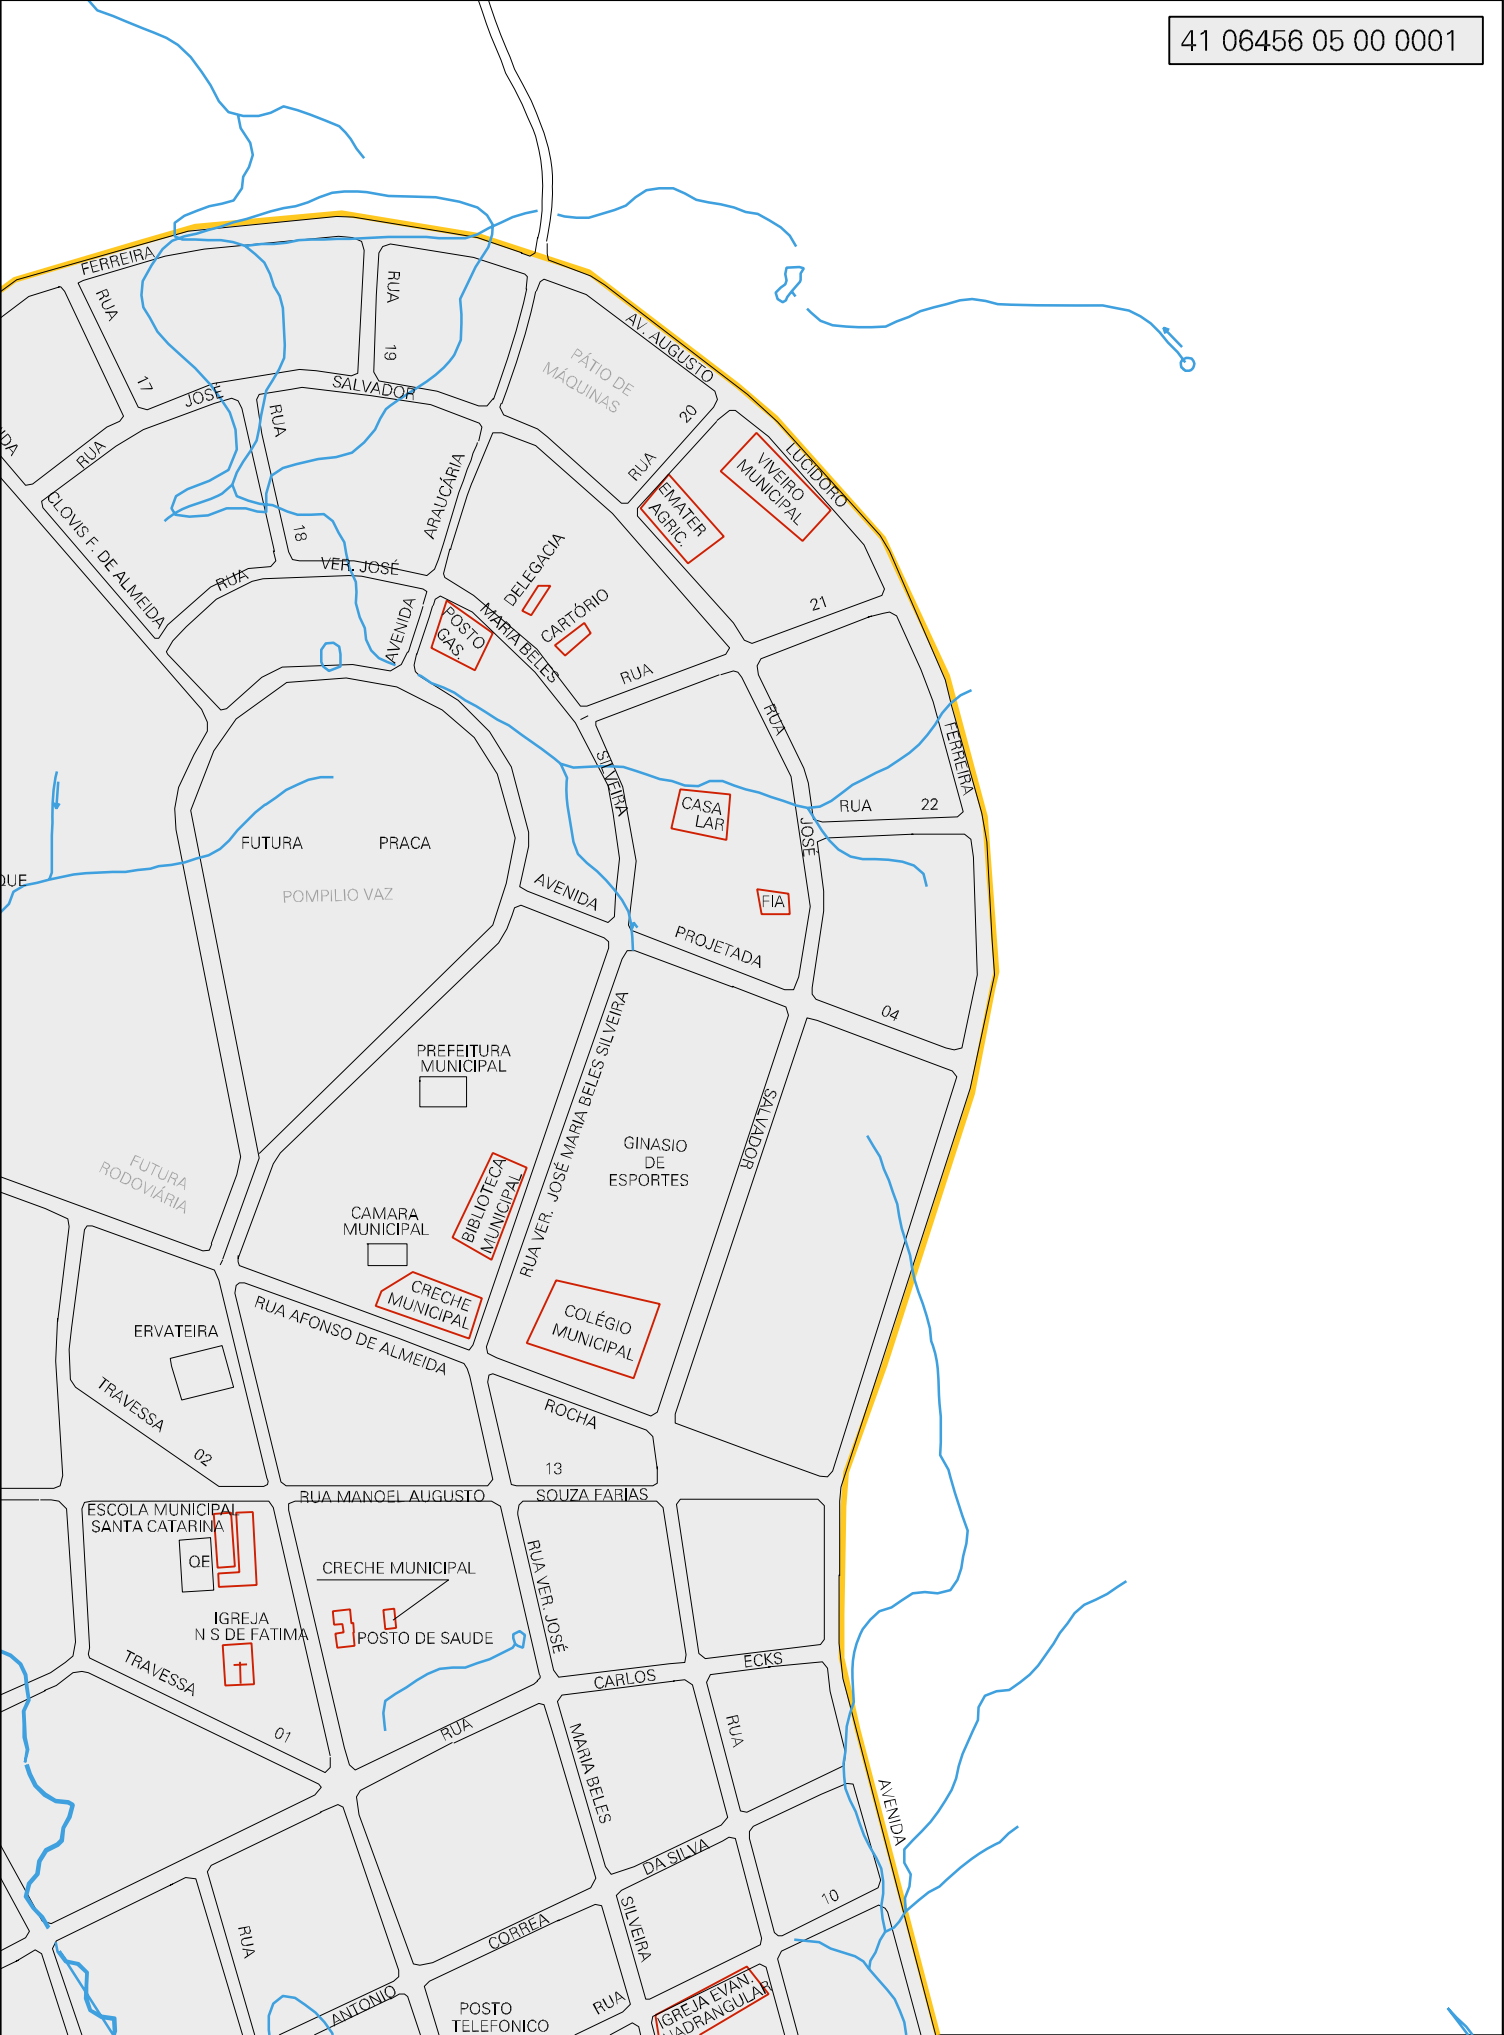 41 06456 05 00 0001
FERREIRA
RUA
17
RUA
19
JOSÉ
SALVADOR
RUA
AV. AUGUSTO
PÁTIO DE
MÁQUINAS
20
RUA
LUCIDORO
VIVEIRO
MUNICIPAL
EMATER
AGRIC.
RUA
CLOVIS F. DE ALMEIDA
18
ARAUCÁRIA
RUA
VER. JOSÉ
AVENIDA
DELEGACIA
CARTÓRIO
POSTO
GAS.
MARIA BELES
21
RUA
RUA
FERREIRA
SILVEIRA
CASA
LAR
RUA
22
JOSÉ
FUTURA
PRACA
POMPILIO VAZ
QUE
AVENIDA
FIA
PROJETADA
04
PREFEITURA
MUNICIPAL
RUA VER. JOSÉ MARIA BELES SILVEIRA
GINASIO
DE
ESPORTES
SALVADOR
FUTURA
RODOVIÁRIA
BIBLIOTECA
MUNICIPAL
CAMARA
MUNICIPAL
CRECHE
MUNICIPAL
COLÉGIO
MUNICIPAL
RUA AFONSO DE ALMEIDA
ERVATEIRA
TRAVESSA
02
ROCHA
13
RUA MANOEL AUGUSTO
SOUZA FARIAS
ESCOLA MUNICIPAL
SANTA CATARINA
QE
CRECHE MUNICIPAL
RUA VER. JOSÉ
IGREJA
N S DE FATIMA
POSTO DE SAUDE
TRAVESSA
01
CARLOS
ECKS
RUA
RUA
MARIA BELES
AVENIDA
DA SILVA
10
RUA
CORREA
SILVEIRA
ANTONIO
POSTO
TELEFONICO
RUA
IGREJA EVAN.